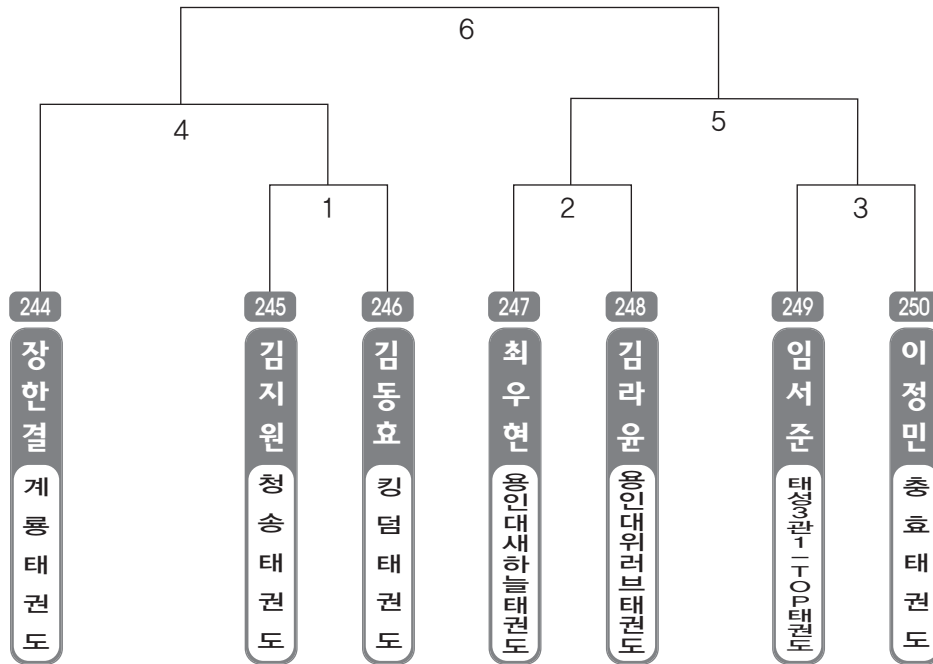 6
4
5
1
2
3
244
245
246
247
248
249
250
장한결
김지원
김동효
최우현
김라윤
임서준
이정민
계룡태권도
청송태권도
킹덤태권도
용인대새하늘태권도
용인대위러브태권도
태성3관1-TOP태권도
충효태권도